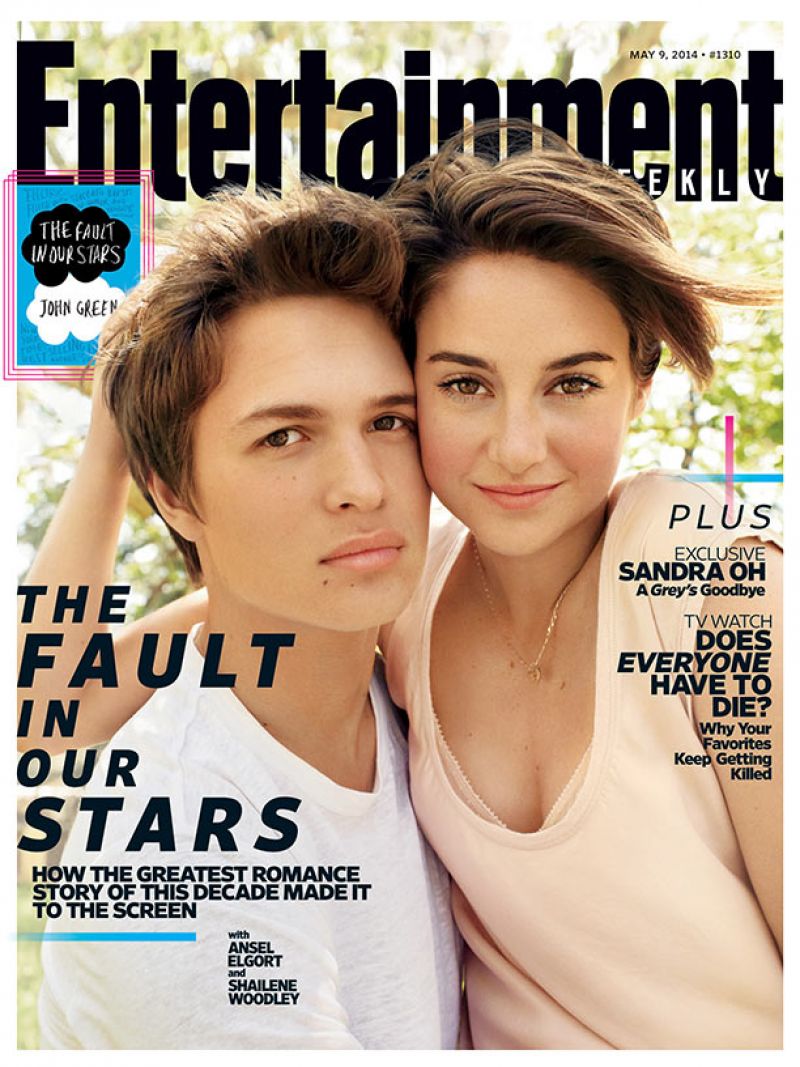 MAY 9, 2014 • #1310
Entertainment
EEKLY
THE FAULT
IN OUR STARS
JOHN GREEN
PLUS
EXCLUSIVE
SANDRA OH
A Grey's Goodbye
TV WATCH
DOES
EVERYONE
HAVE TO
DIE?
Why Your
Favorites
Keep Getting
Killed
THE
FAULT
IN
OUR
STARS
HOW THE GREATEST ROMANCE
STORY OF THIS DECADE MADE IT
TO THE SCREEN
with
ANSEL
ELGORT
and
SHAILENE
WOODLEY